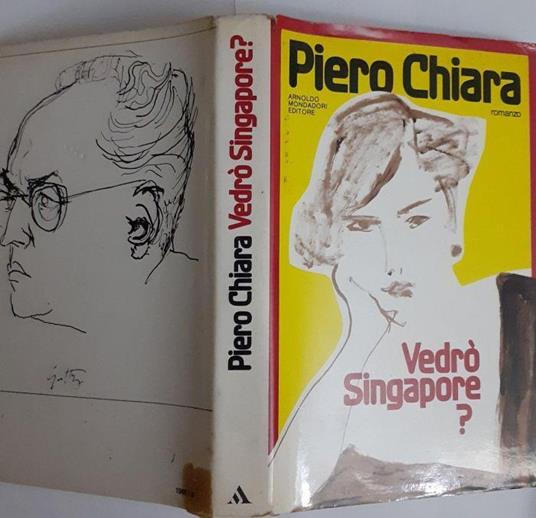 Piero Chiara
ARNOLDO
MONDADORI
EDITORE
romanzo
Vedrò
Singapore
?
Piero Chiara Vedrò Singapore?